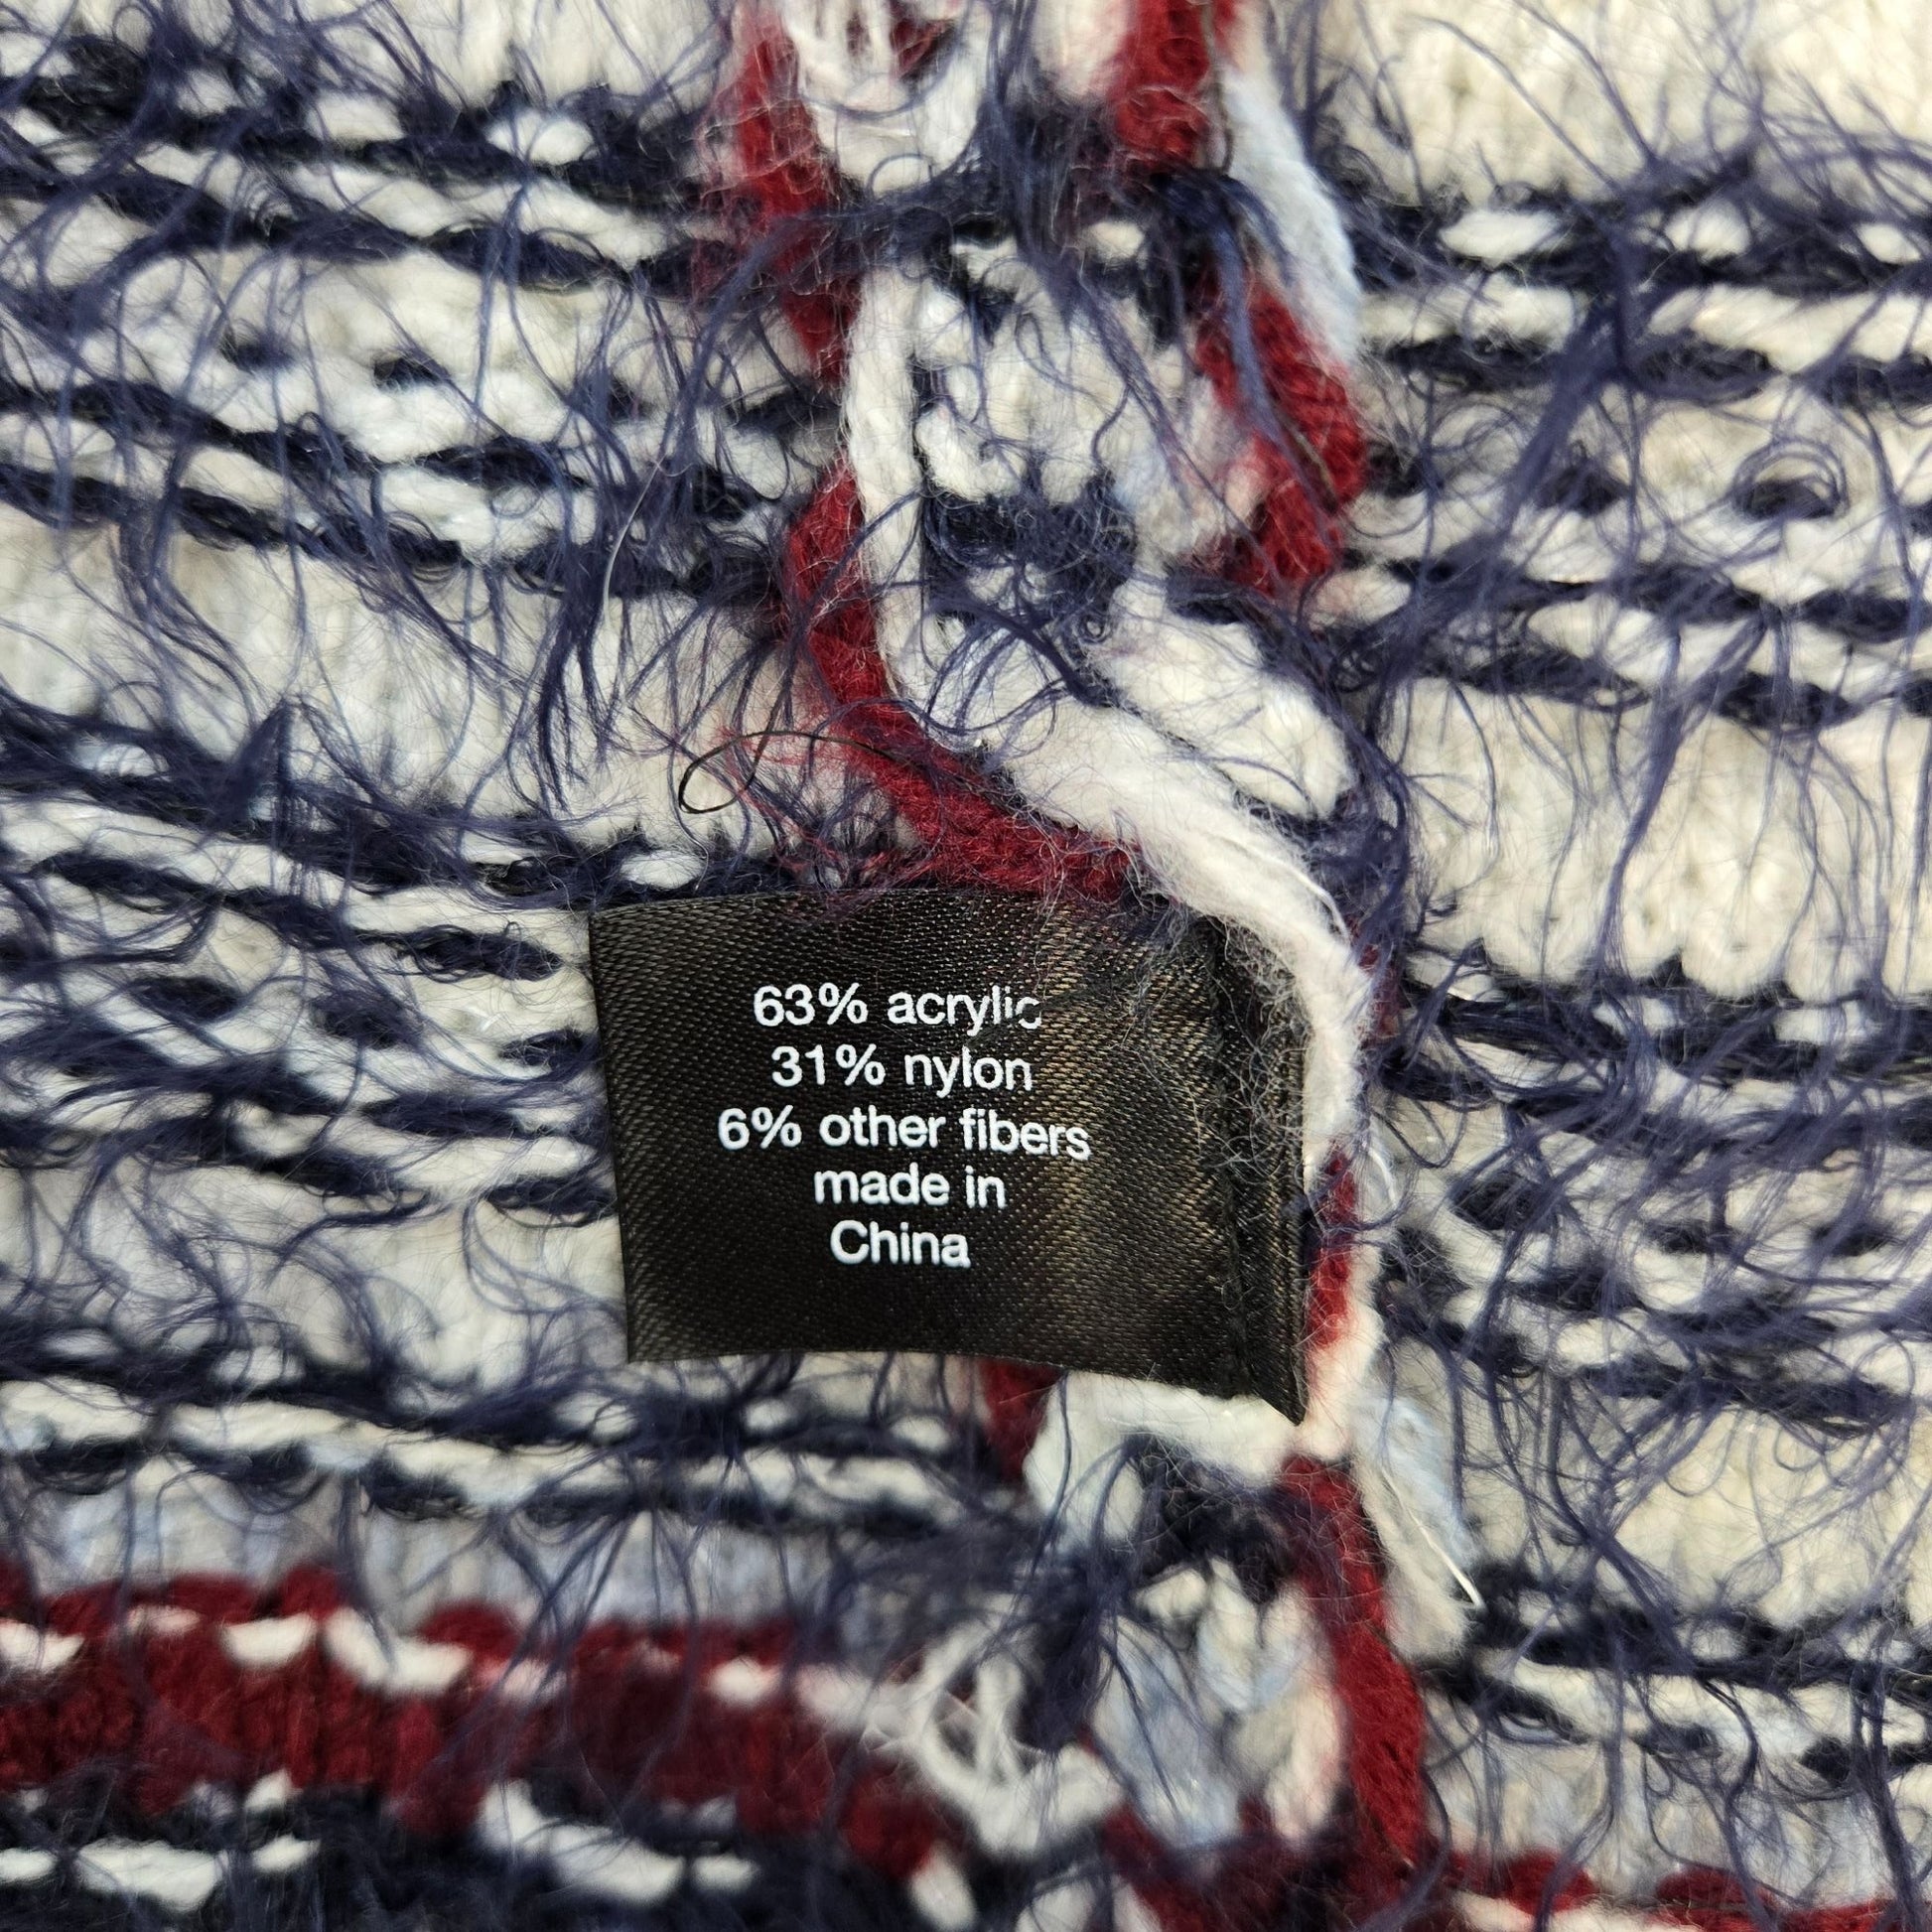 63% acrylic
31% nylon
6% other fibers
made in
China